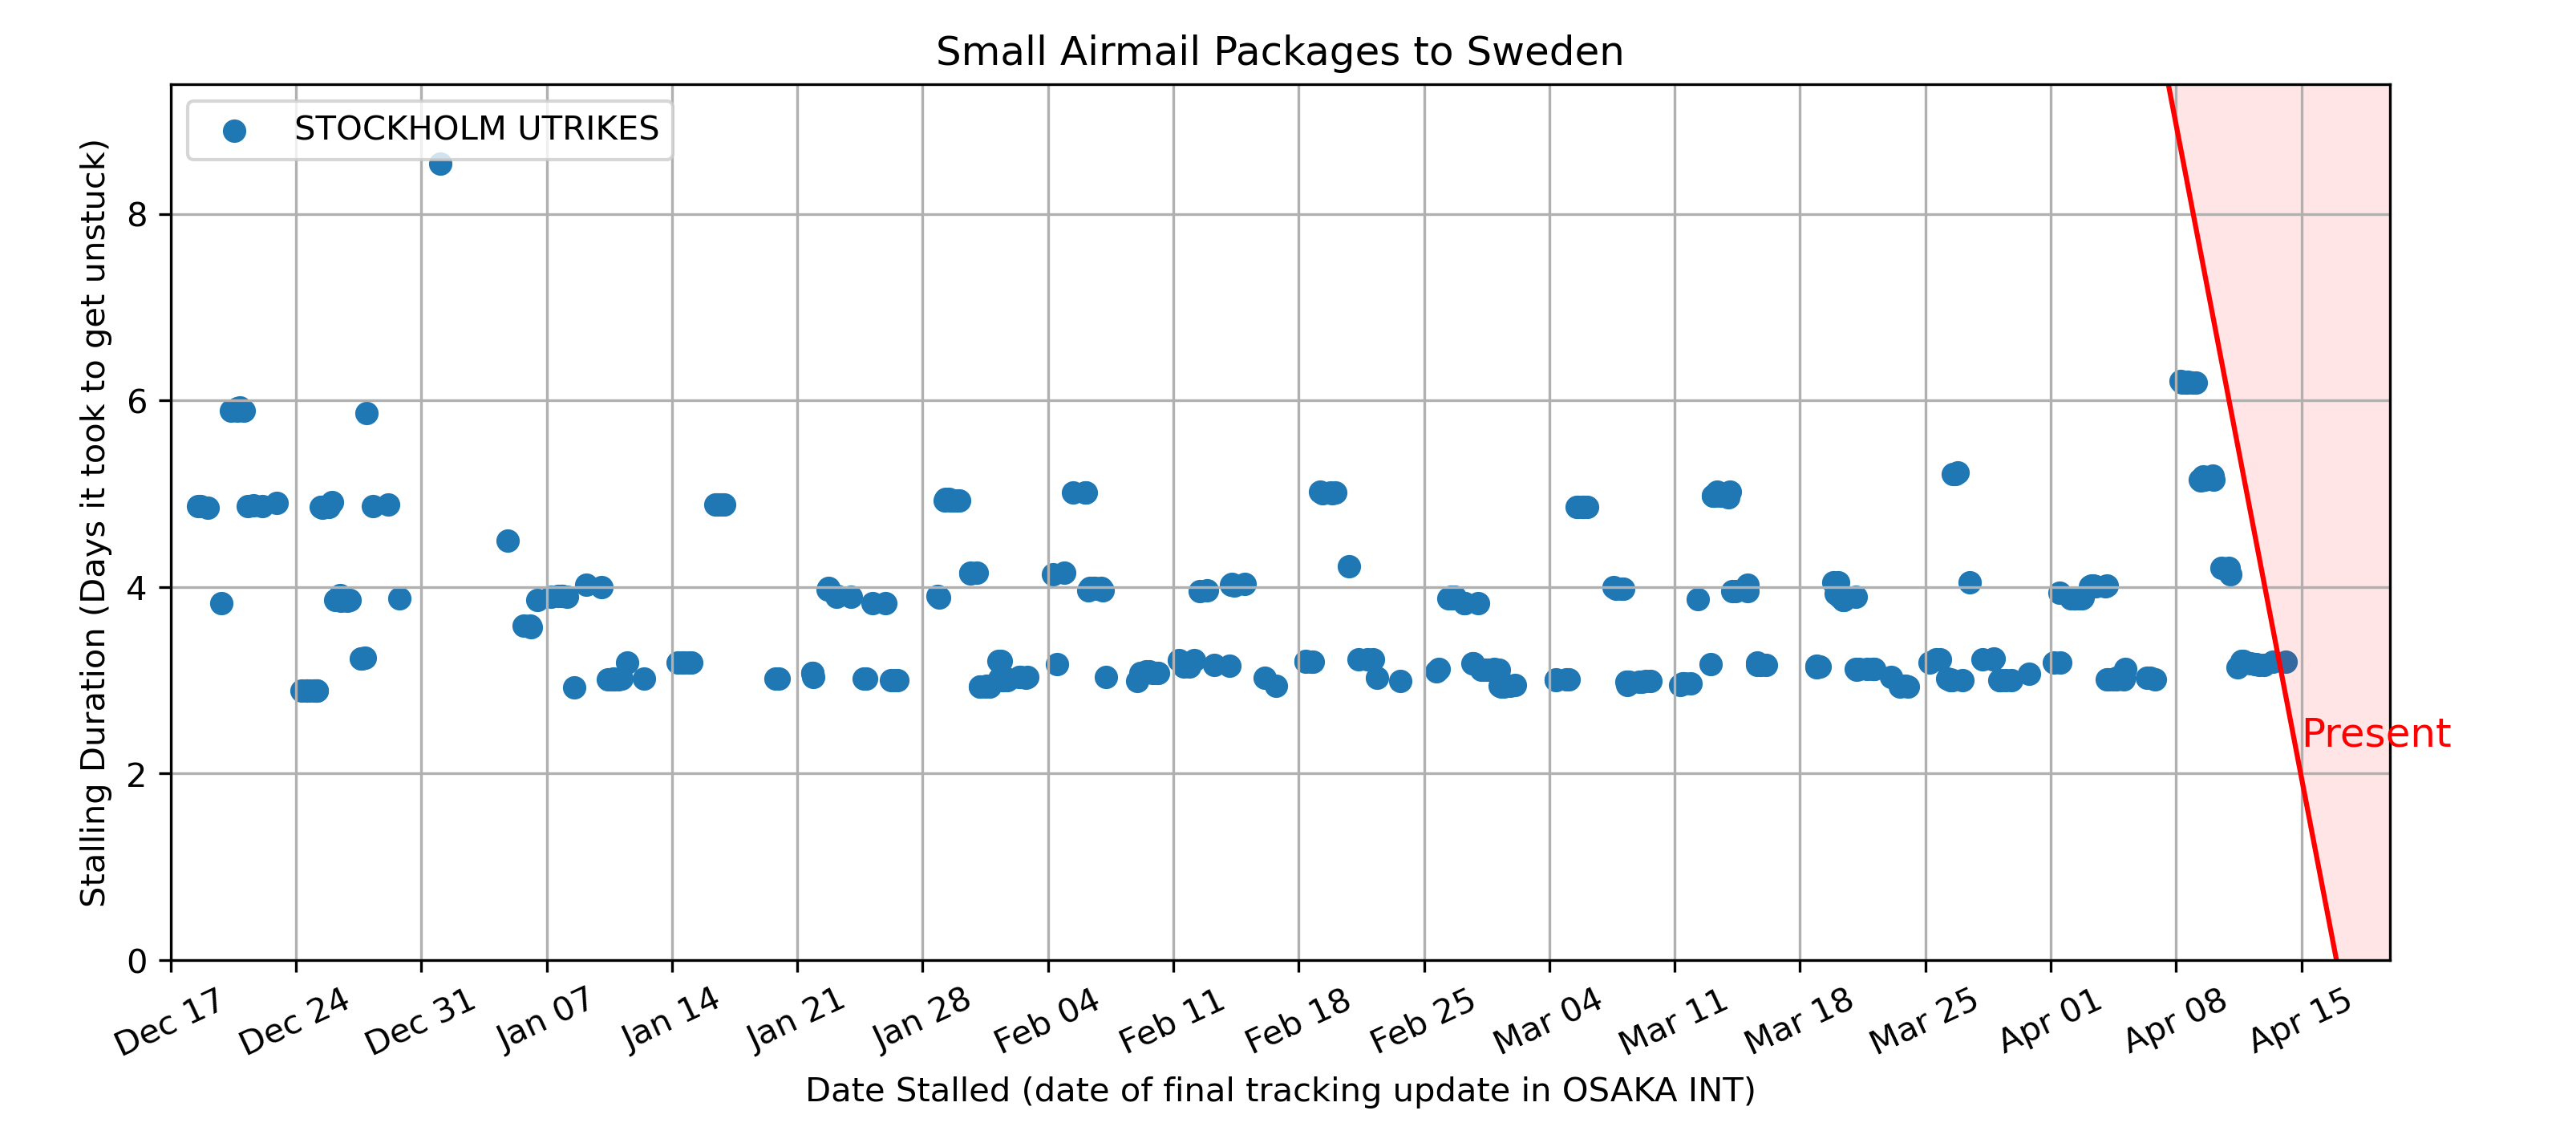 Small Airmail Packages to Sweden
STOCKHOLM UTRIKES
Stalling Duration (Days it took to get unstuck)
8
6
4
2
0
Present
Dec 17 Dec 24 Dec 31 Jan 07 Jan 14 Jan 21 Jan 28 Feb 04 Feb 11 Feb 18 Feb 25 Mar 04 Mar 11 Mar 18 Mar 25 Apr 01 Apr 08 Apr 15
Date Stalled (date of final tracking update in OSAKA INT)